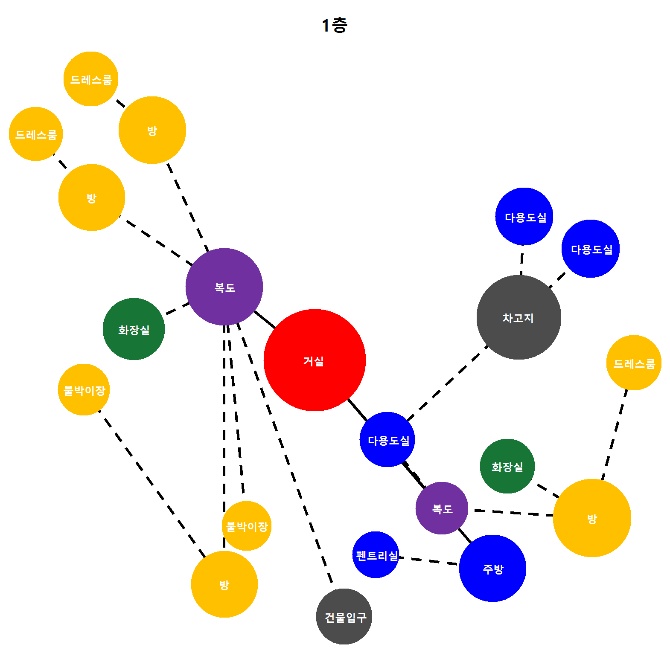 1층
드레스룸
드레스룸
방
방
다용도실
다용도실
복도
차고지
화장실
거실
드레스룸
붙박이장
다용도실
화장실
복도
방
붙박이장
펜트리실
주방
방
건물입구